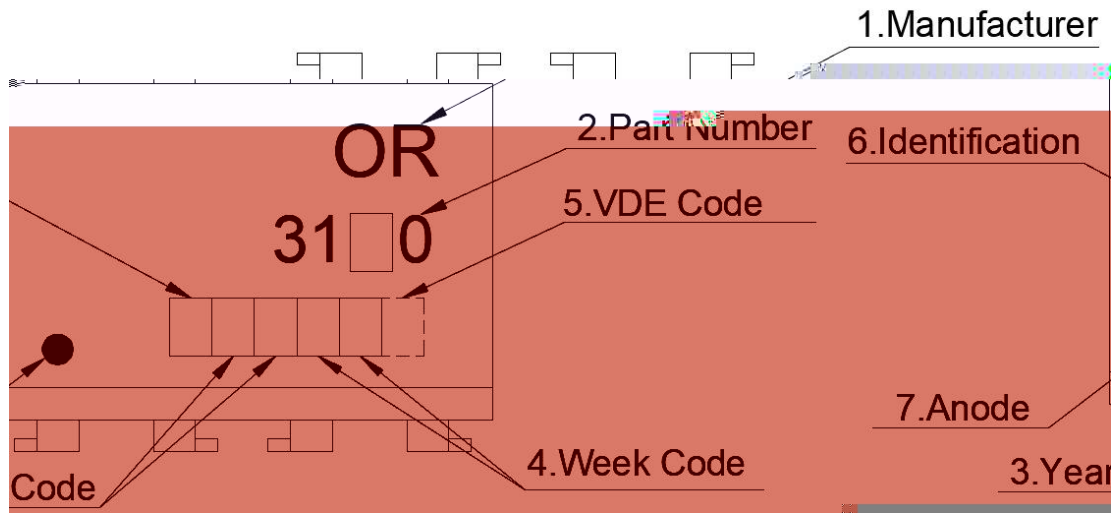 1.Manufacturer
OR
2.Part Number
6.Identification
31 0
5.VDE Code
7.Anode
4.Week Code
3.Year
Code